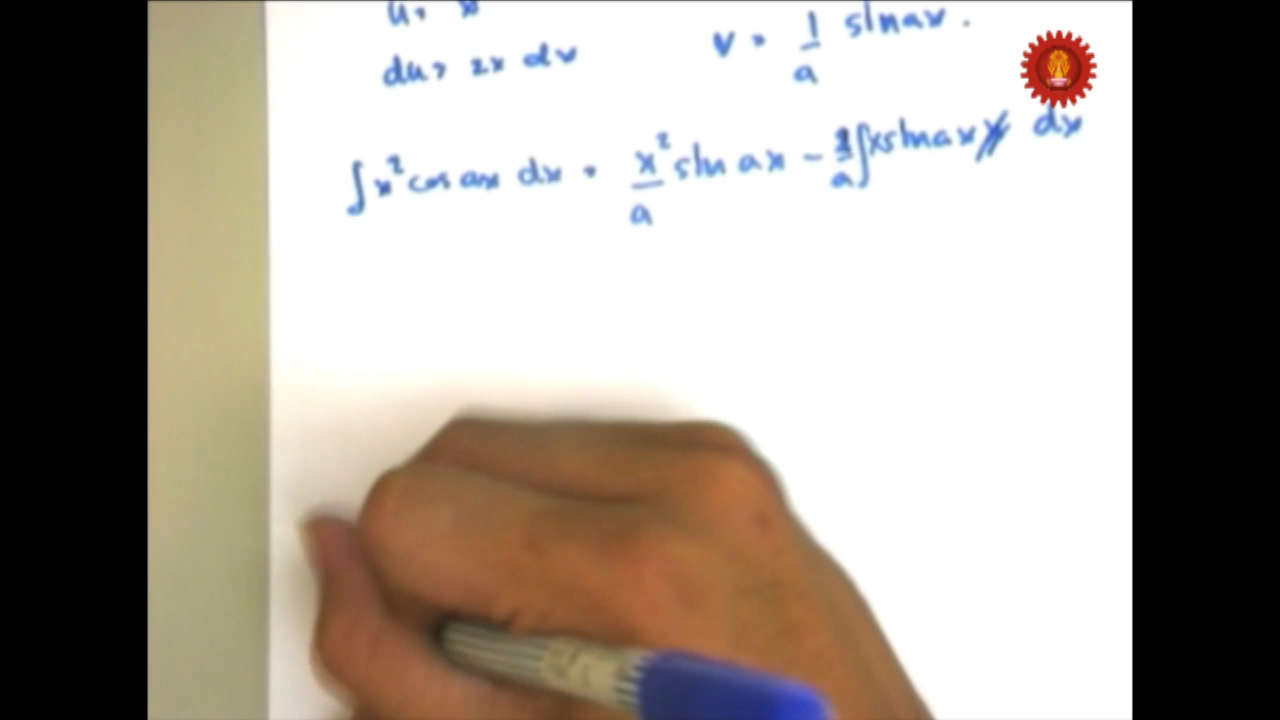 u = x
du = 2x dx
v = 1/a sin ax.
∫x² cos ax dx = x²/a sin ax - 2/a ∫x sin ax dx